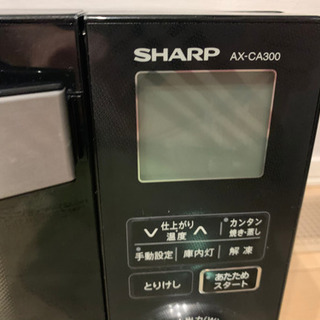 SHARP AX-CA300
仕上がり
温度
カンタン
焼き・蒸し
手動設定 庫内灯 解凍
とりけし
あたため
スタート